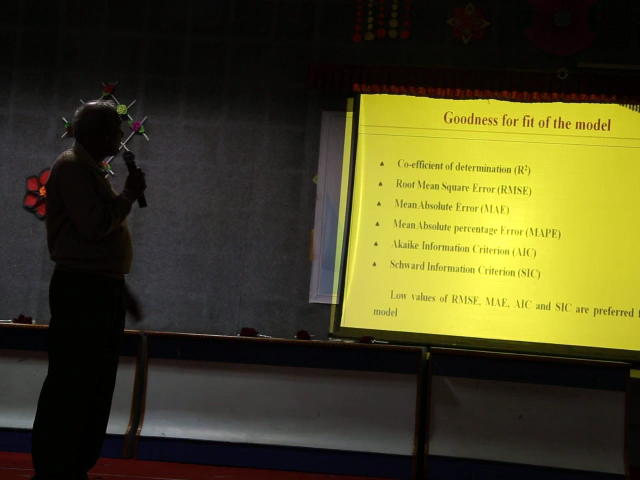 Goodness for fit of the model
Co-efficient of determination (R²)
Root Mean Square Error (RMSE)
Mean Absolute Error (MAE)
Mean Absolute percentage Error (MAPE)
Akaike Information Criterion (AIC)
Schward Information Criterion (SIC)
Low values of RMSE, MAE, AIC and SIC are preferred
model